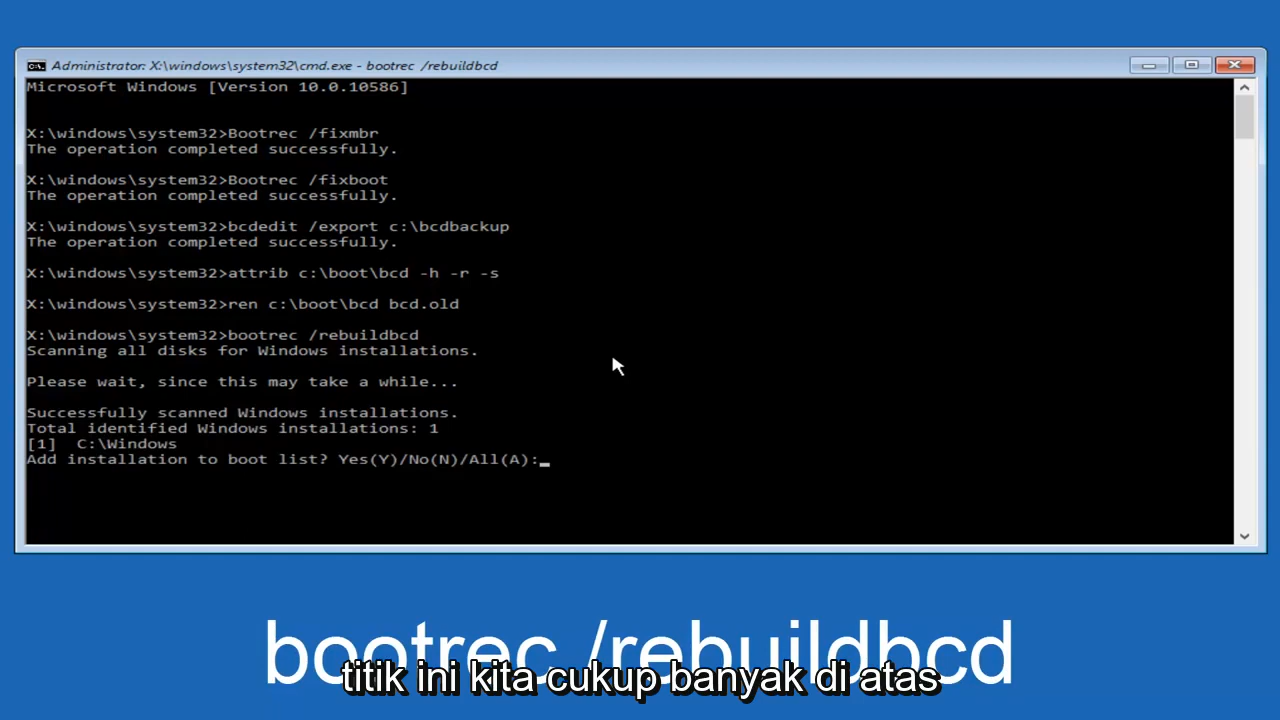 Administrator: X:\windows\system32\cmd.exe - bootrec /rebuildbcd
Microsoft Windows [Version 10.0.10586]
X:\windows\system32>Bootrec /fixmbr
The operation completed successfully.
X:\windows\system32>Bootrec /fixboot
The operation completed successfully.
X:\windows\system32>bcdedit /export c:\bcdbackup
The operation completed successfully.
X:\windows\system32>attrib c:\boot\bcd -h -r -s
X:\windows\system32>ren c:\boot\bcd bcd.old
X:\windows\system32>bootrec /rebuildbcd
Scanning all disks for Windows installations.
Please wait, since this may take a while...
Successfully scanned Windows installations.
Total identified Windows installations: 1
[1]  C:\Windows
Add installation to boot list? Yes(Y)/No(N)/All(A):
bootrec /rebuildbcd
titik ini kita cukup banyak di atas